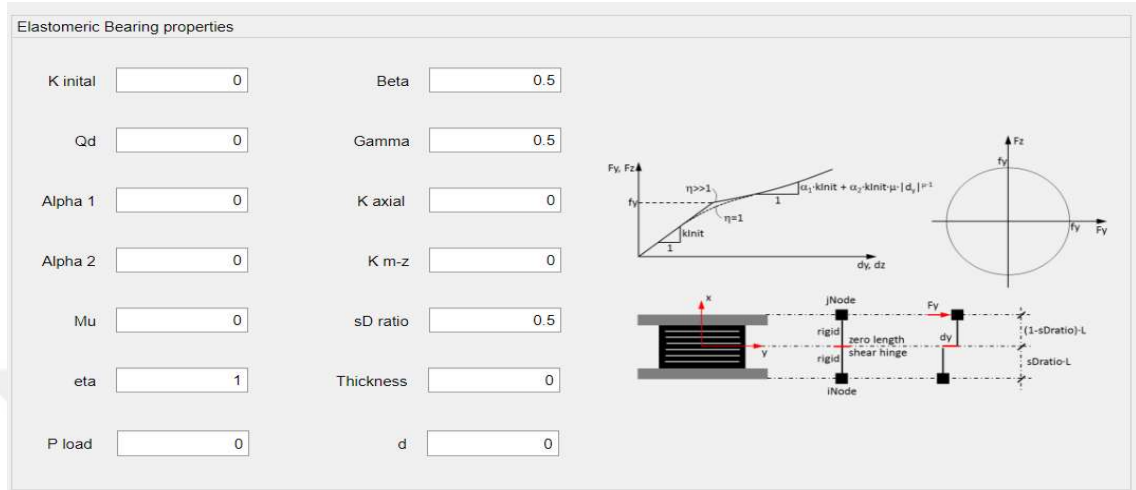 Elastomeric Bearing properties
K inital 0 Beta 0.5
Qd 0 Gamma 0.5
Alpha 1 0 K axial 0
Alpha 2 0 K m-z 0
Mu 0 sD ratio 0.5
eta 1 Thickness 0
P load 0 d 0
Fy, Fz
fy
η>>1
η=1
kInit
1
1
α₁·kInit + α₂·kInit·μ·|dᵧ|^μ-1
dy, dz
Fz
fy
fy
Fy
x
y
jNode
rigid
zero length
shear hinge
rigid
iNode
Fy
dy
(1-sDratio)·L
sDratio·L